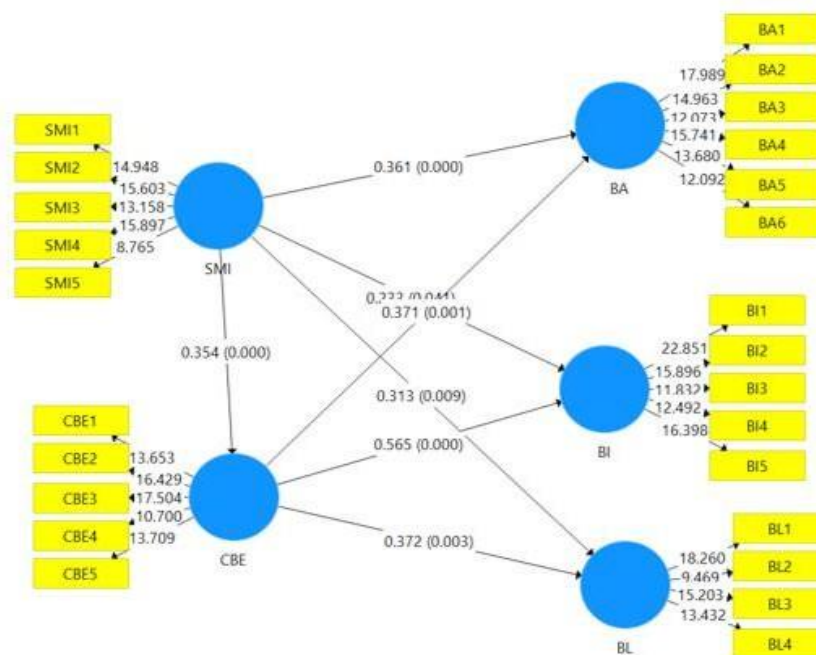 BA1
BA2
BA3
BA4
BA5
BA6
17.989
14.963
12.073
15.741
13.680
12.092
BA
SMI1
SMI2
SMI3
SMI4
SMI5
14.948
15.603
13.158
15.897
8.765
SMI
0.361 (0.000)
0.371 (0.001)
0.354 (0.000)
0.313 (0.009)
BI1
BI2
BI3
BI4
BI5
22.851
15.896
11.832
12.492
16.398
BI
CBE1
CBE2
CBE3
CBE4
CBE5
13.653
16.429
17.504
10.700
13.709
CBE
0.565 (0.000)
0.372 (0.003)
BL1
BL2
BL3
BL4
18.260
9.469
15.203
13.432
BL